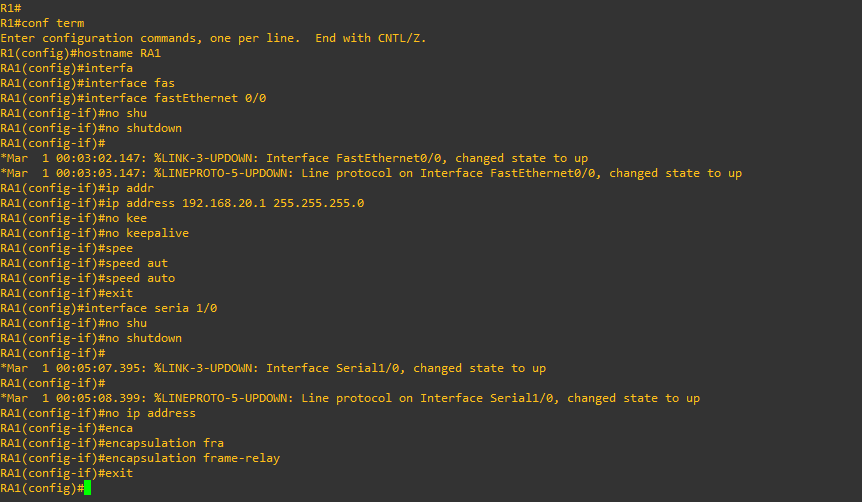 R1#
R1#conf term
Enter configuration commands, one per line.  End with CNTL/Z.
R1(config)#hostname RA1
RA1(config)#interfa
RA1(config)#interface fas
RA1(config)#interface fastEthernet 0/0
RA1(config-if)#no shu
RA1(config-if)#no shutdown
RA1(config-if)#
*Mar  1 00:03:02.147: %LINK-3-UPDOWN: Interface FastEthernet0/0, changed state to up
*Mar  1 00:03:03.147: %LINEPROTO-5-UPDOWN: Line protocol on Interface FastEthernet0/0, changed state to up
RA1(config-if)#ip addr
RA1(config-if)#ip address 192.168.20.1 255.255.255.0
RA1(config-if)#no kee
RA1(config-if)#no keepalive
RA1(config-if)#spee
RA1(config-if)#speed aut
RA1(config-if)#speed auto
RA1(config-if)#exit
RA1(config)#interface seria 1/0
RA1(config-if)#no shu
RA1(config-if)#no shutdown
RA1(config-if)#
*Mar  1 00:05:07.395: %LINK-3-UPDOWN: Interface Serial1/0, changed state to up
RA1(config-if)#
*Mar  1 00:05:08.399: %LINEPROTO-5-UPDOWN: Line protocol on Interface Serial1/0, changed state to up
RA1(config-if)#no ip address
RA1(config-if)#enca
RA1(config-if)#encapsulation fra
RA1(config-if)#encapsulation frame-relay
RA1(config-if)#exit
RA1(config)#